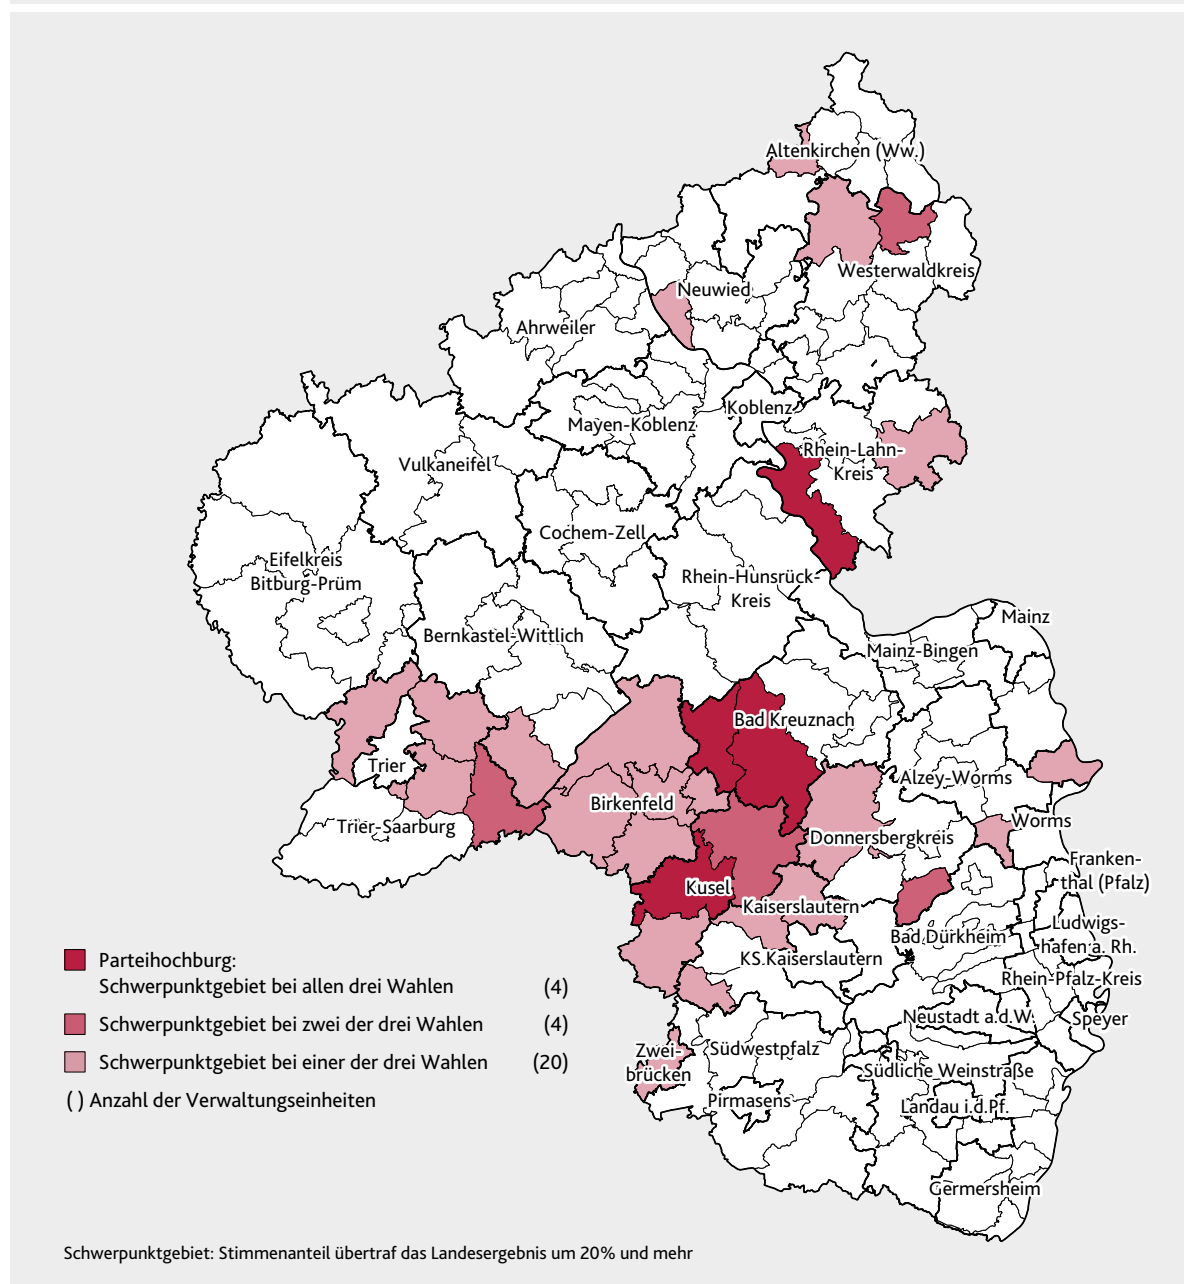 Altenkirchen (Ww.)
Westerwaldkreis
Neuwied
Ahrweiler
Koblenz
Mayen-Koblenz
Rhein-Lahn-
Kreis
Vulkaneifel
Cochem-Zell
Eifelkreis
Bitburg-Prüm
Rhein-Hunsrück-
Kreis
Mainz
Bernkastel-Wittlich
Mainz-Bingen
Bad Kreuznach
Trier
Alzey-Worms
Birkenfeld
Trier-Saarburg
Worms
Donnersbergkreis
Franken-
thal (Pfalz)
Kusel
Kaiserslautern
Ludwigs-
hafen a. Rh.
Bad Dürkheim
KS.Kaiserslautern
Rhein-Pfalz-Kreis
Neustadt a.d.W.
Speyer
Zwei-
brücken
Südwestpfalz
Südliche Weinstraße
Pirmasens
Landau i.d.Pf.
Germersheim
Parteihochburg:
Schwerpunktgebiet bei allen drei Wahlen (4)
Schwerpunktgebiet bei zwei der drei Wahlen (4)
Schwerpunktgebiet bei einer der drei Wahlen (20)
( ) Anzahl der Verwaltungseinheiten
Schwerpunktgebiet: Stimmenanteil übertraf das Landesergebnis um 20% und mehr